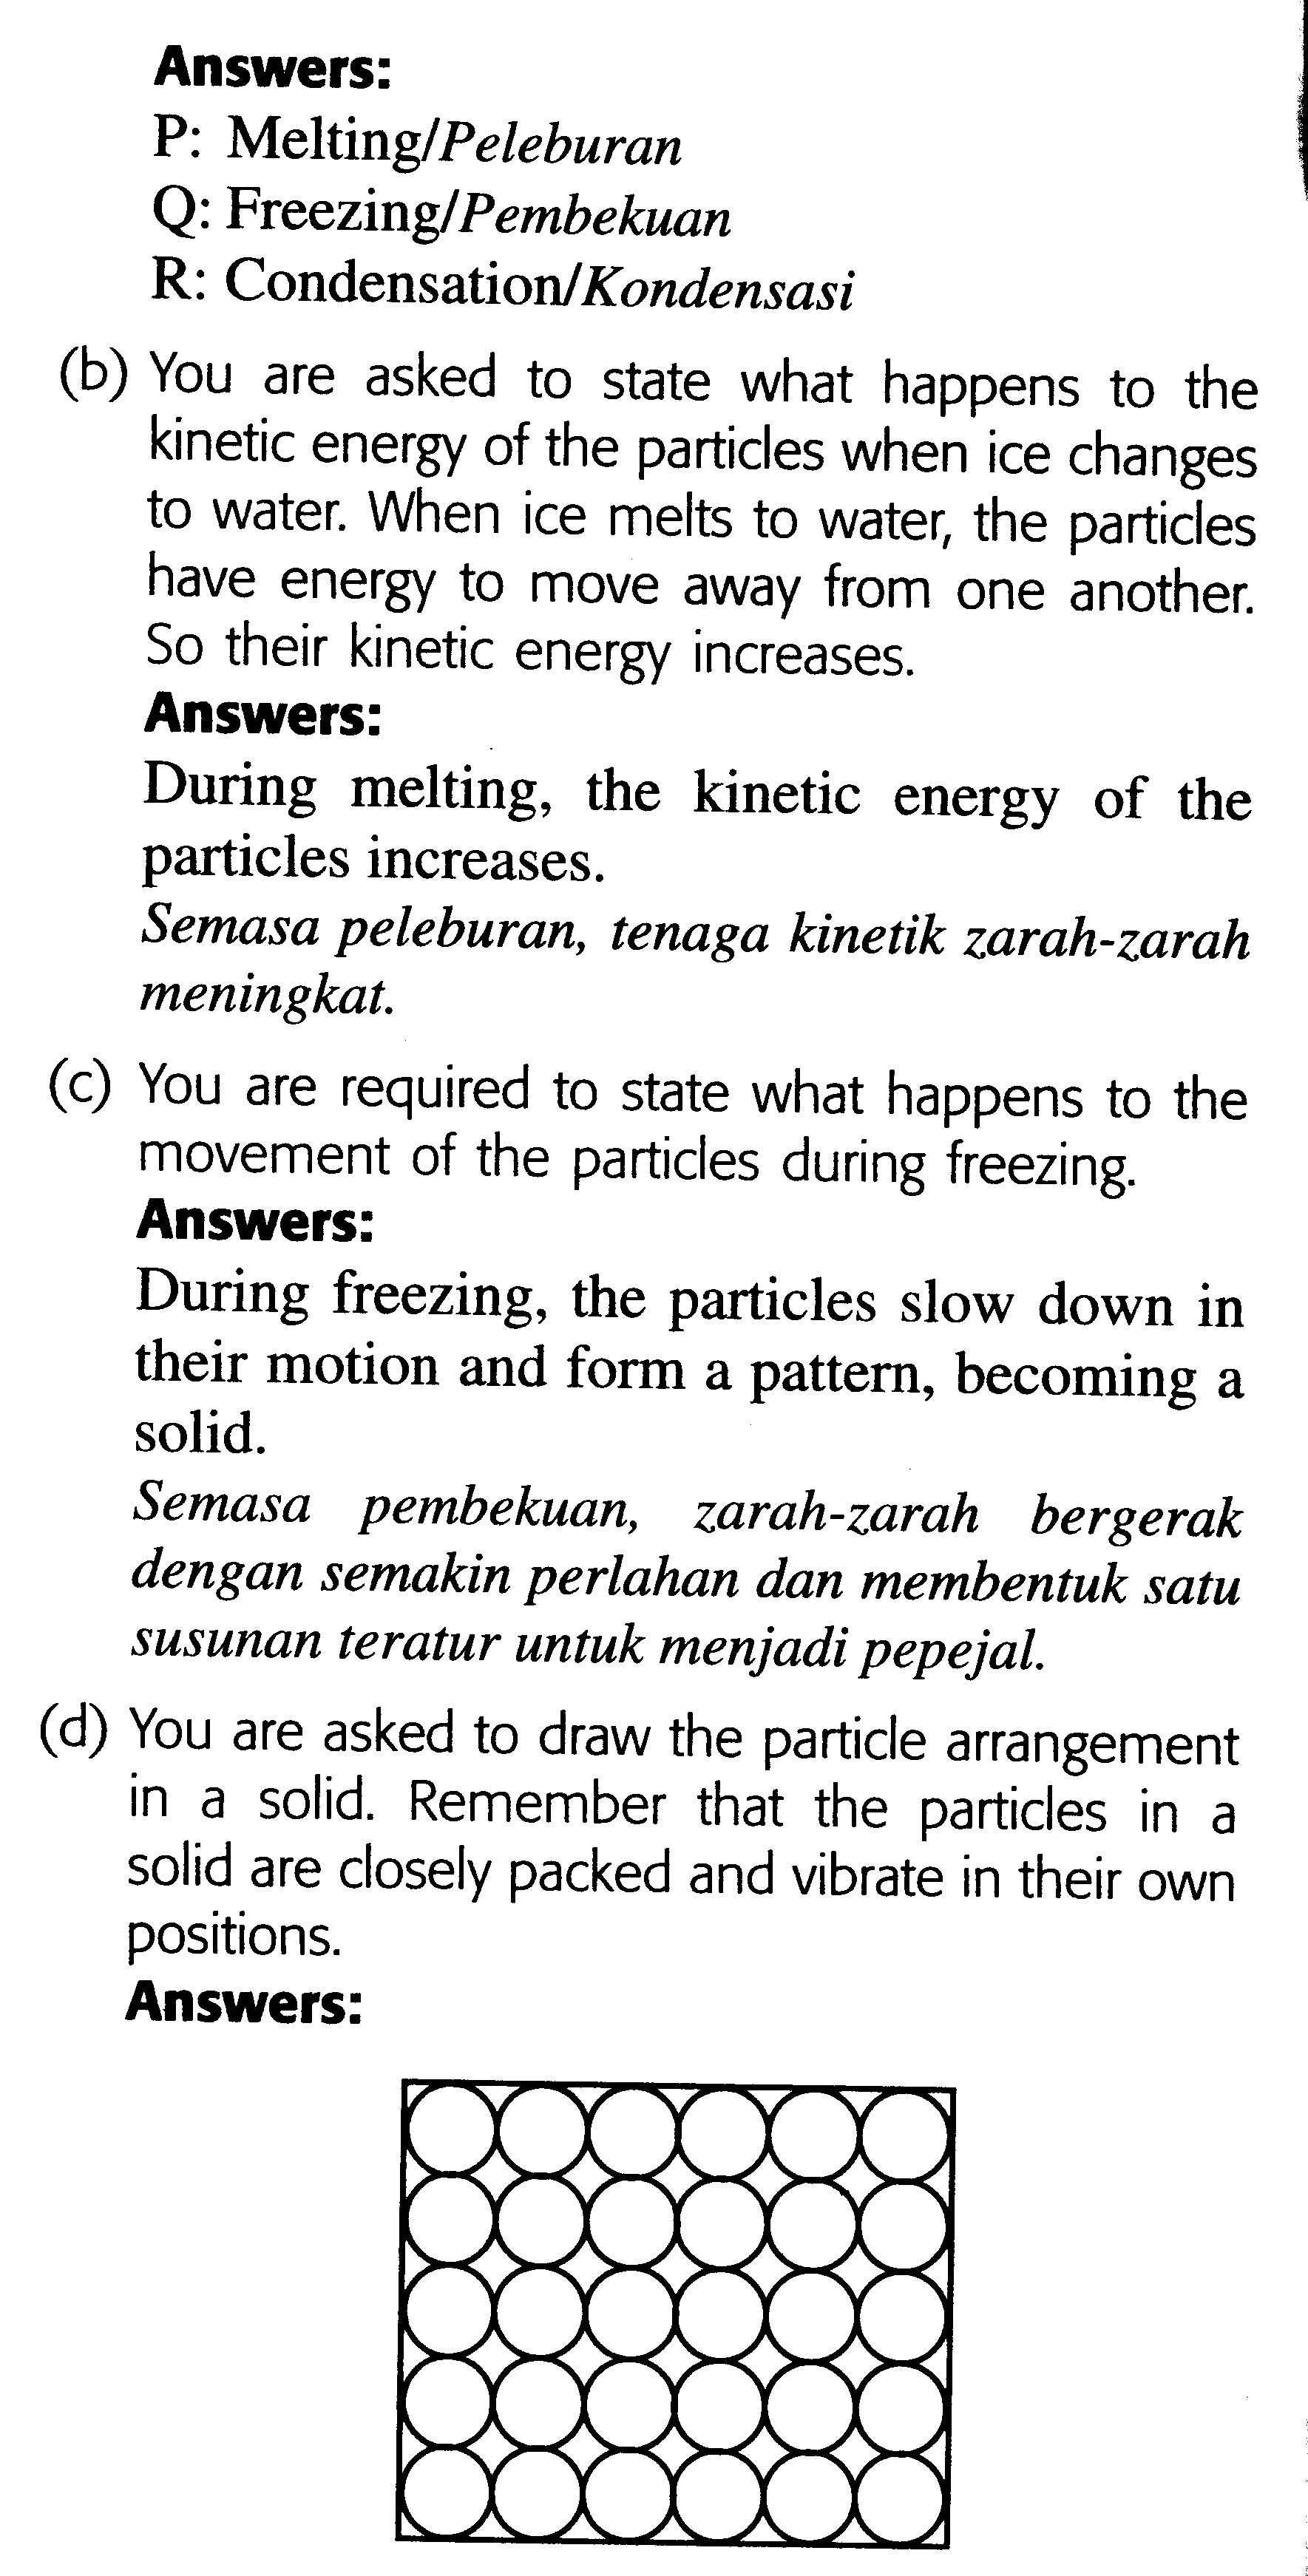 Answers:
P: Melting/Peleburan
Q: Freezing/Pembekuan
R: Condensation/Kondensasi
(b) You are asked to state what happens to the
kinetic energy of the particles when ice changes
to water. When ice melts to water, the particles
have energy to move away from one another.
So their kinetic energy increases.
Answers:
During melting, the kinetic energy of the
particles increases.
Semasa peleburan, tenaga kinetik zarah-zarah
meningkat.
(c) You are required to state what happens to the
movement of the particles during freezing.
Answers:
During freezing, the particles slow down in
their motion and form a pattern, becoming a
solid.
Semasa pembekuan, zarah-zarah bergerak
dengan semakin perlahan dan membentuk satu
susunan teratur untuk menjadi pepejal.
(d) You are asked to draw the particle arrangement
in a solid. Remember that the particles in a
solid are closely packed and vibrate in their own
positions.
Answers: